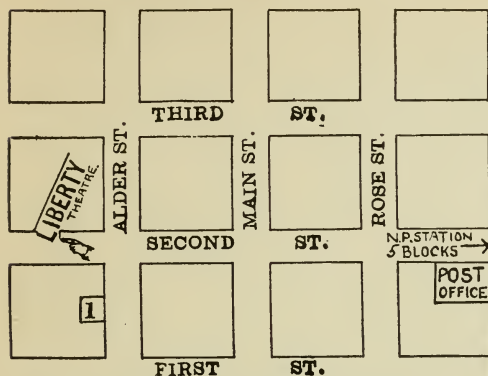 THIRD ST.
ALDER ST.
MAIN ST.
ROSE ST.
LIBERTY
THEATRE.
SECOND ST.
N.P. STATION
5 BLOCKS
POST
OFFICE
1
FIRST ST.